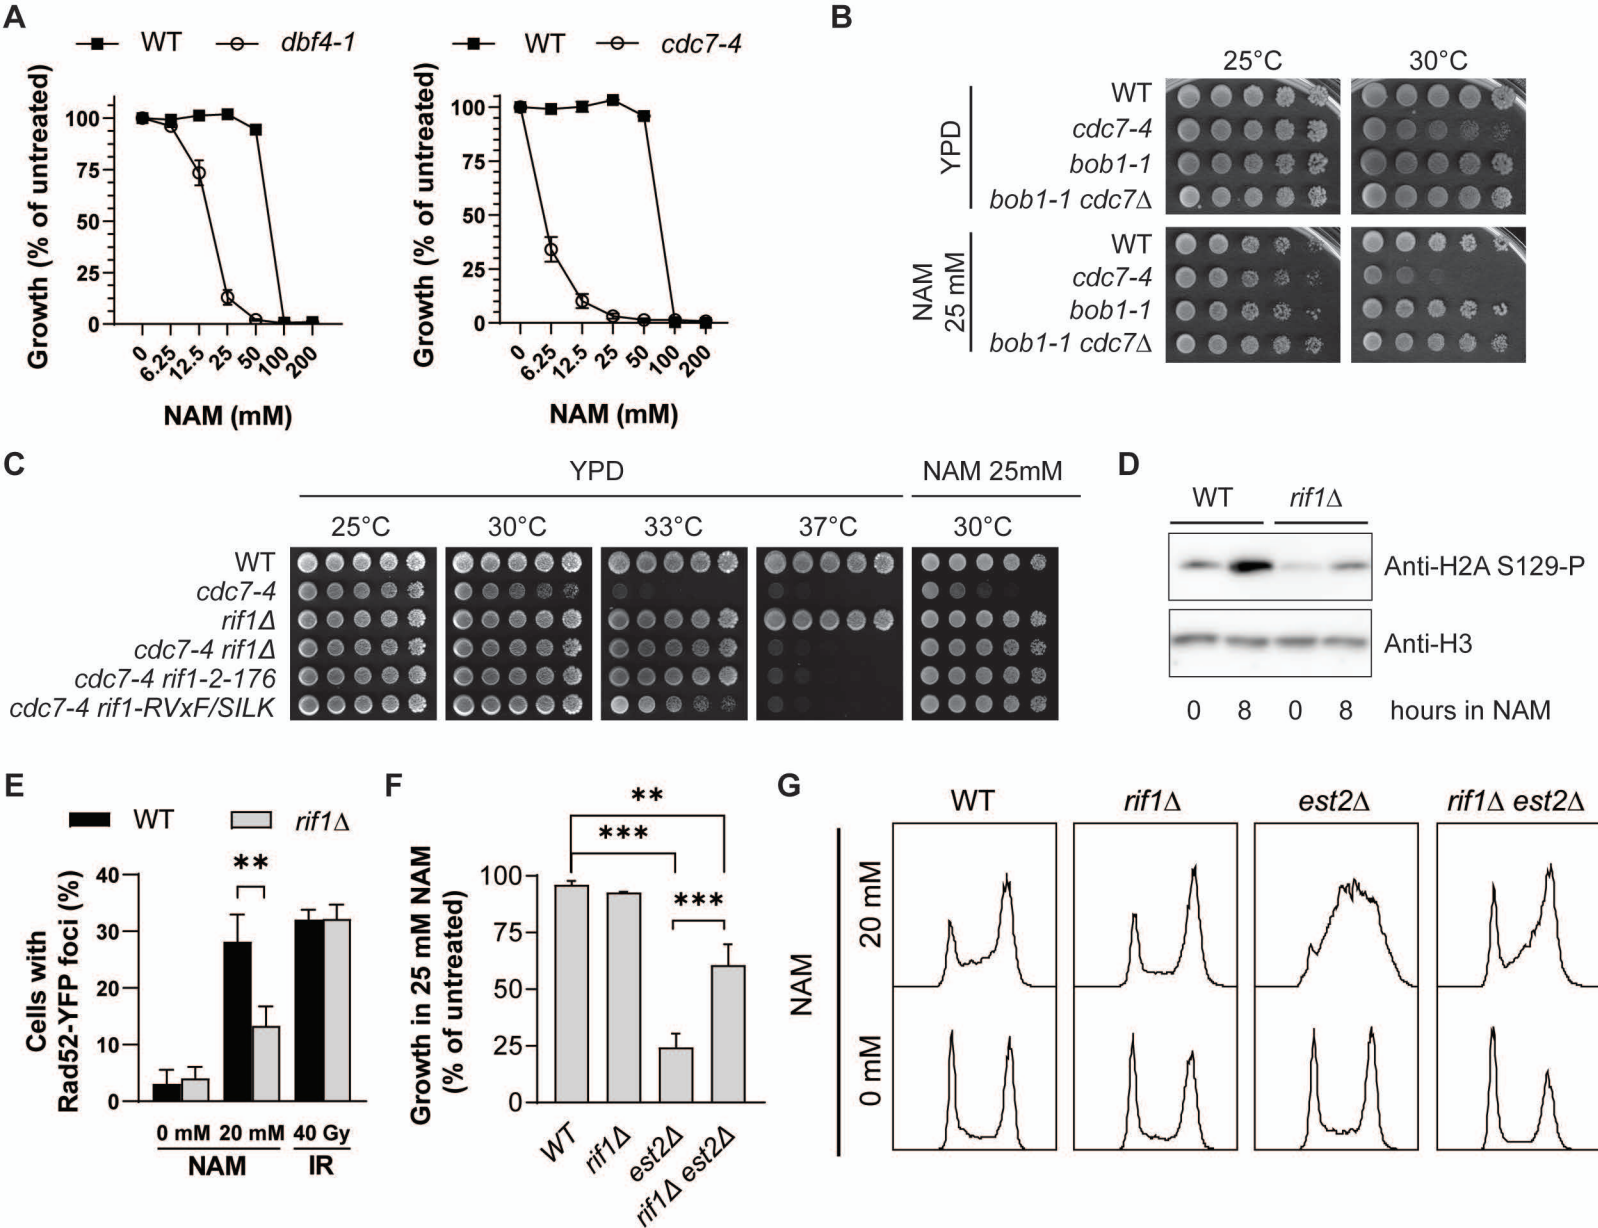 A
WT dbf4-1
Growth (% of untreated)
100
75
50
25
0
0 6.25 12.5 25 50 100 200
NAM (mM)
WT cdc7-4
Growth (% of untreated)
100
75
50
25
0
0 6.25 12.5 25 50 100 200
NAM (mM)
B
25°C 30°C
YPD
WT
cdc7-4
bob1-1
bob1-1 cdc7Δ
NAM
25 mM
WT
cdc7-4
bob1-1
bob1-1 cdc7Δ
C
YPD NAM 25mM
25°C 30°C 33°C 37°C 30°C
WT
cdc7-4
rif1Δ
cdc7-4 rif1Δ
cdc7-4 rif1-2-176
cdc7-4 rif1-RVxF/SILK
D
WT rif1Δ
Anti-H2A S129-P
Anti-H3
0 8 0 8 hours in NAM
E
WT rif1Δ
**
Cells with
Rad52-YFP foci (%)
40
30
20
10
0
0 mM 20 mM 40 Gy
NAM IR
F
**
***
***
Growth in 25 mM NAM
(% of untreated)
100
75
50
25
0
WT rif1Δ est2Δ rif1Δ est2Δ
G
WT rif1Δ est2Δ rif1Δ est2Δ
NAM
20 mM
0 mM